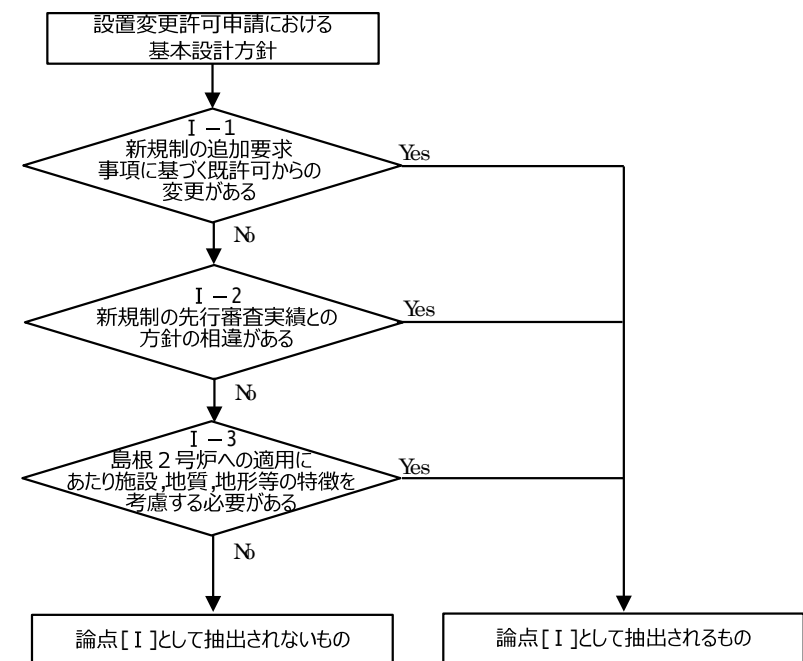 設置変更許可申請における
基本設計方針
Ⅰ－1
新規制の追加要求
事項に基づく既許可からの
変更がある
Yes
No
Ⅰ－2
新規制の先行審査実績との
方針の相違がある
Yes
No
Ⅰ－3
島根２号炉への適用に
あたり施設,地質,地形等の特徴を
考慮する必要がある
Yes
No
論点[Ⅰ]として抽出されないもの
論点[Ⅰ]として抽出されるもの